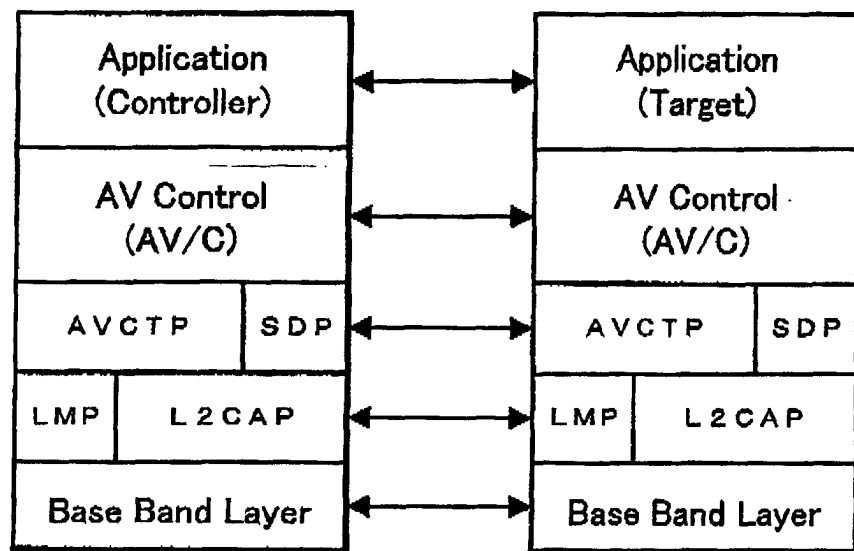 Application
(Controller)
Application
(Target)
AV Control
(AV/C)
AV Control
(AV/C)
AVCTP SDP
AVCTP SDP
LMP L2CAP
LMP L2CAP
Base Band Layer
Base Band Layer